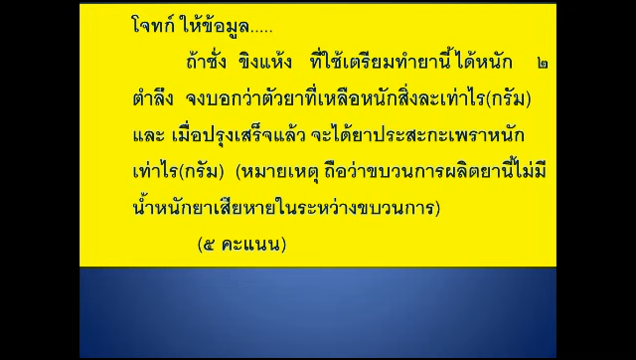 โจทก์ ให้ข้อมูล.....
ถ้าชั่ง ขิงแห้ง ที่ใช้เตรียมทำยานี้ ได้หนัก ๒
ตำลึง จงบอกว่าตัวยาที่เหลือหนักสิ่งละเท่าไร(กรัม)
และ เมื่อปรุงเสร็จแล้ว จะได้ยาประสะกะเพราหนัก
เท่าไร(กรัม) (หมายเหตุ ถือว่าขบวนการผลิตยานี้ไม่มี
น้ำหนักยาเสียหายในระหว่างขบวนการ)
(๕ คะแนน)